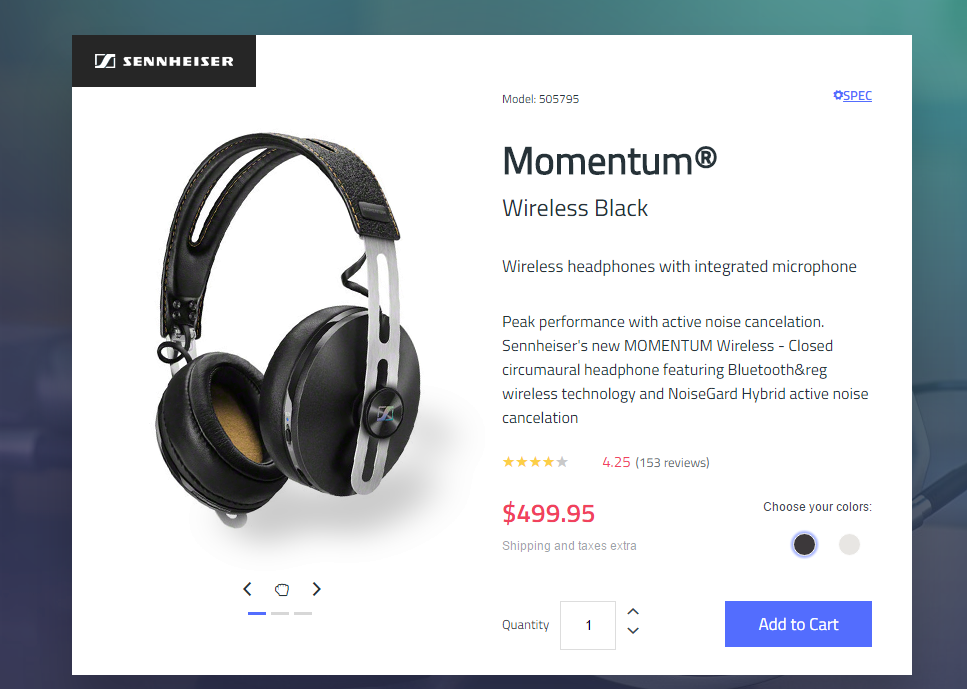 SENNHEISER
Model: 505795
SPEC
Momentum®
Wireless Black
Wireless headphones with integrated microphone
Peak performance with active noise cancelation.
Sennheiser's new MOMENTUM Wireless - Closed
circumaural headphone featuring Bluetooth&reg
wireless technology and NoiseGard Hybrid active noise
cancelation
4.25 (153 reviews)
$499.95
Choose your colors:
Shipping and taxes extra
Quantity
1
Add to Cart